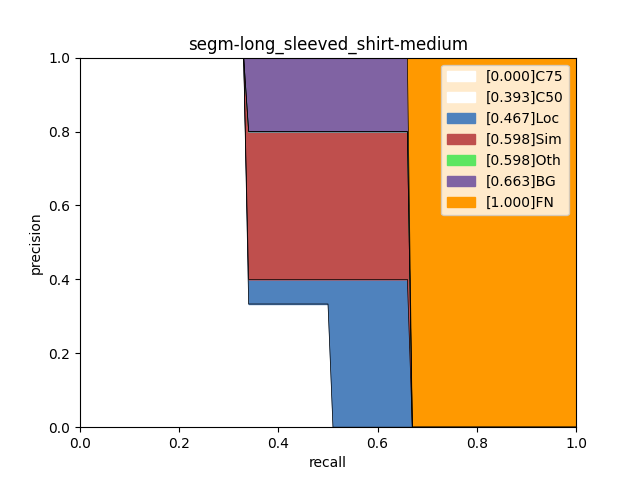 segm-long_sleeved_shirt-medium
1.0
0.8
0.6
0.4
0.2
0.0
precision
0.0 0.2 0.4 0.6 0.8 1.0
recall
[0.000]C75
[0.393]C50
[0.467]Loc
[0.598]Sim
[0.598]Oth
[0.663]BG
[1.000]FN